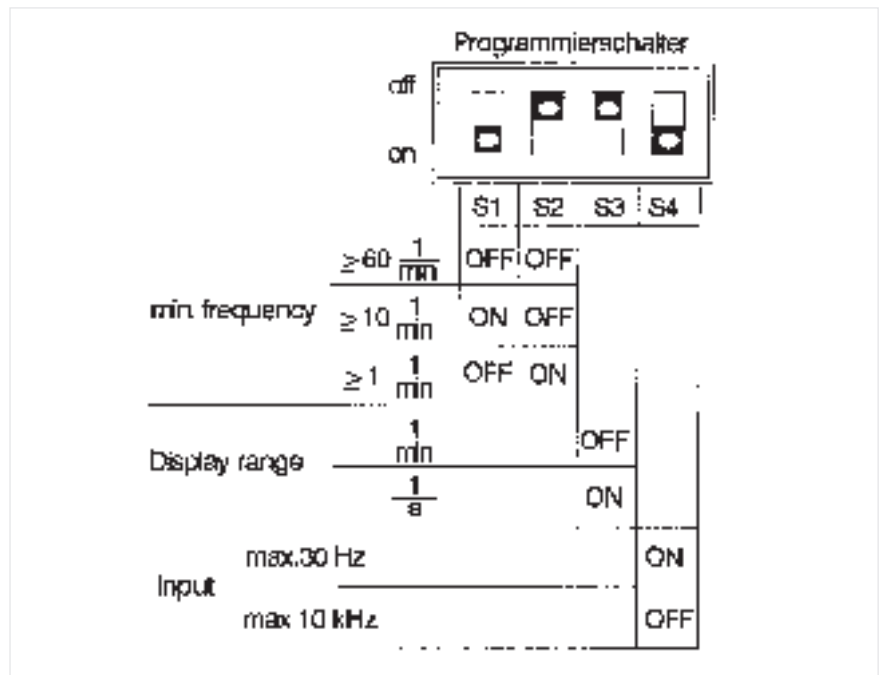 Programmierschalter
off
on
S1 S2 S3 S4
≥60 1/min OFF OFF
min. frequency ≥10 1/min ON OFF
≥1 1/min OFF ON
Display range 1/min OFF
1/s ON
Input max.30 Hz ON
max 10 kHz OFF